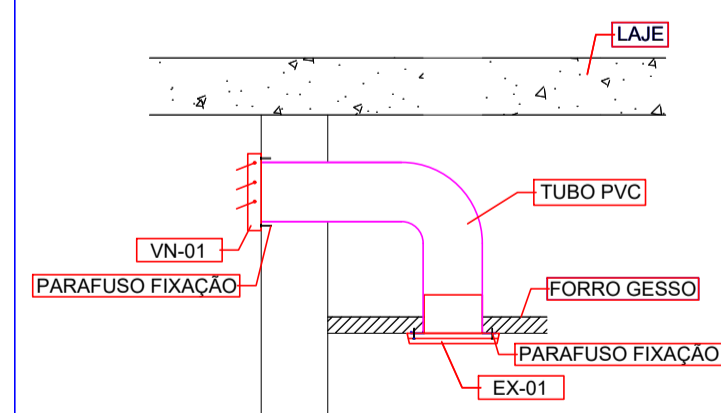 LAJE
TUBO PVC
VN-01
PARAFUSO FIXAÇÃO
FORRO GESSO
PARAFUSO FIXAÇÃO
EX-01